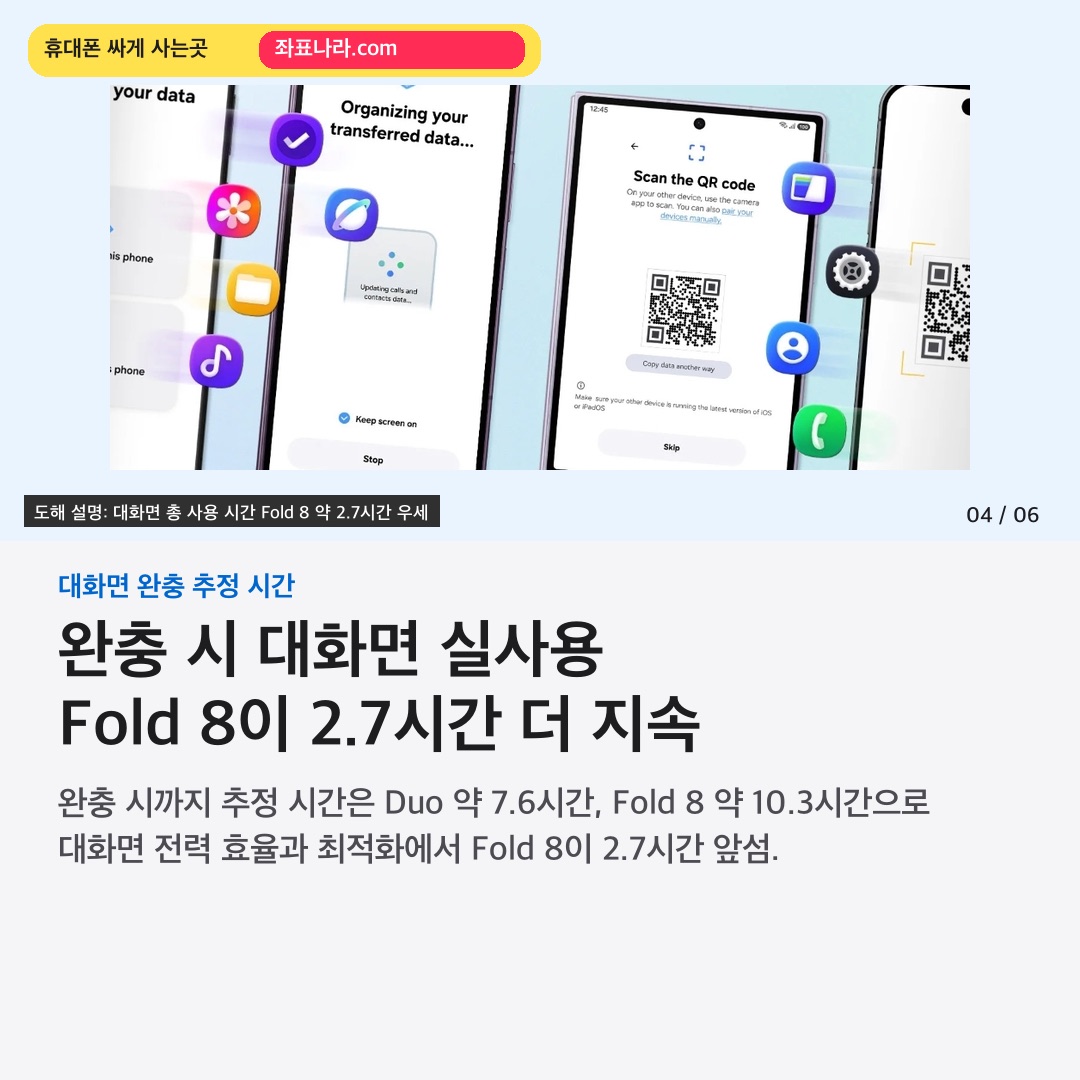 휴대폰 싸게 사는곳
좌표나라.com
your data
his phone
s phone
Organizing your
transferred data...
Updating calls and
contacts data...
Keep screen on
Stop
12:45
100
Scan the QR code
On your other device, use the camera
app to scan. You can also pair your
devices manually.
Copy data another way
Make sure your other device is running the latest version of iOS
or iPadOS
Skip
도해 설명: 대화면 총 사용 시간 Fold 8 약 2.7시간 우세
04 / 06
대화면 완충 추정 시간
완충 시 대화면 실사용
Fold 8이 2.7시간 더 지속
완충 시까지 추정 시간은 Duo 약 7.6시간, Fold 8 약 10.3시간으로
대화면 전력 효율과 최적화에서 Fold 8이 2.7시간 앞섬.